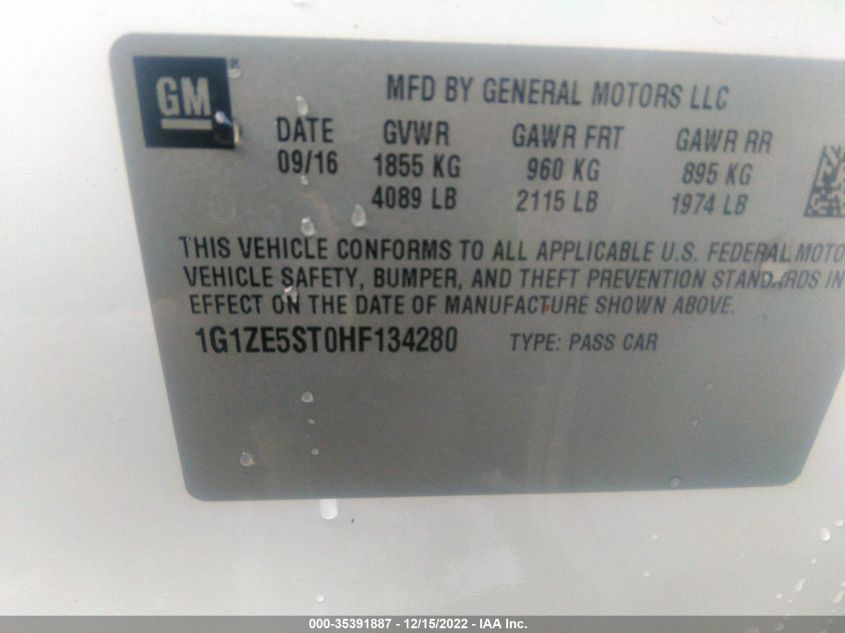 GM
MFD BY GENERAL MOTORS LLC
DATE GVWR GAWR FRT GAWR RR
09/16 1855 KG 960 KG 895 KG
4089 LB 2115 LB 1974 LB
THIS VEHICLE CONFORMS TO ALL APPLICABLE U.S. FEDERAL MOTO
VEHICLE SAFETY, BUMPER, AND THEFT PREVENTION STANDARDS IN
EFFECT ON THE DATE OF MANUFACTURE SHOWN ABOVE.
1G1ZE5ST0HF134280 TYPE: PASS CAR
000-35391887 - 12/15/2022 - IAA Inc.